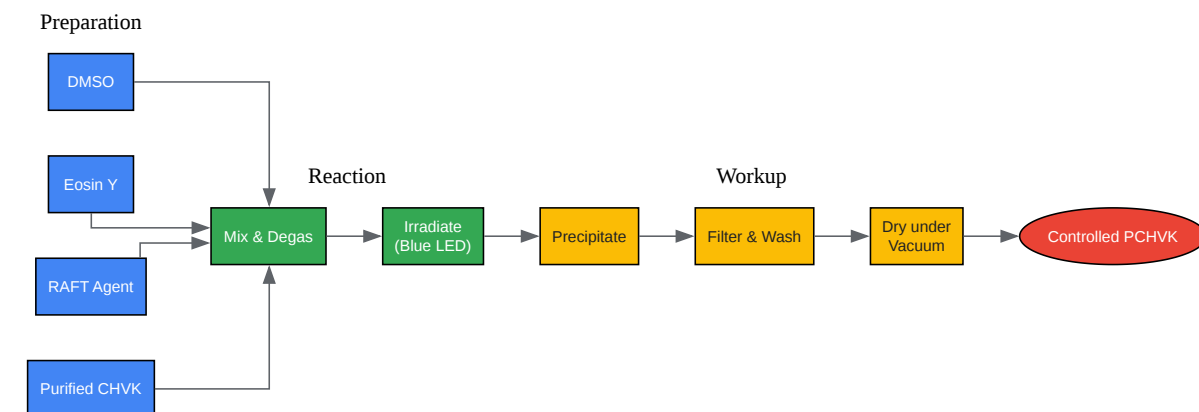 Preparation
DMSO
Eosin Y
RAFT Agent
Purified CHVK
Reaction
Mix & Degas
Irradiate
(Blue LED)
Workup
Precipitate
Filter & Wash
Dry under
Vacuum
Controlled PCHVK